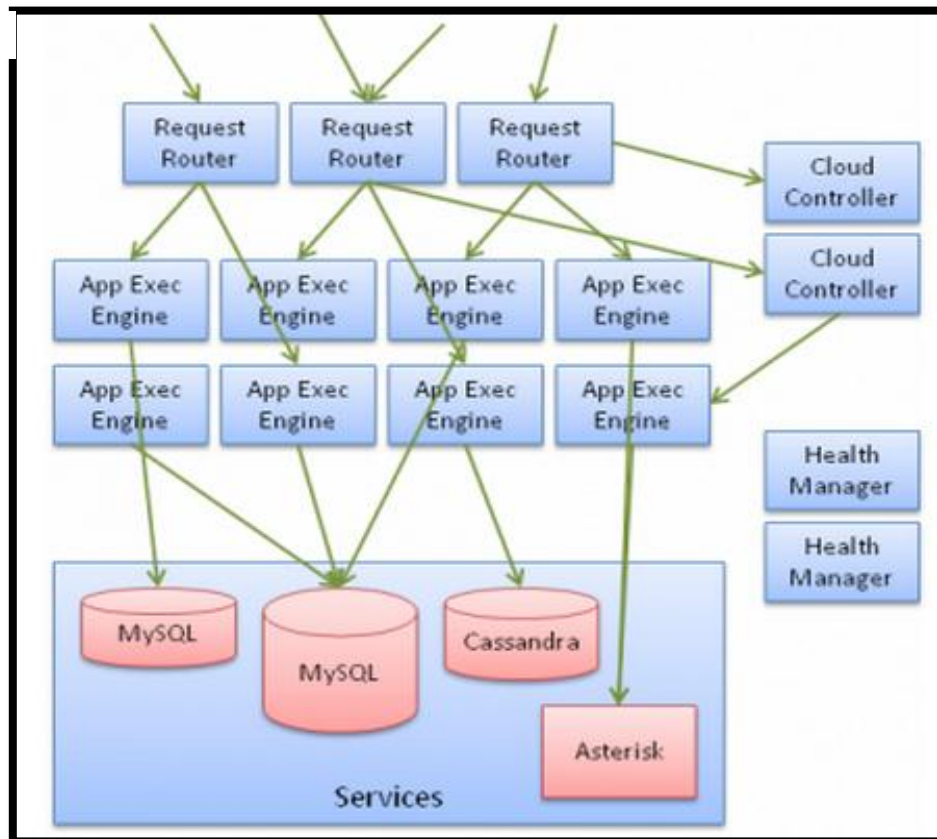 Request
Router
Request
Router
Request
Router
Cloud
Controller
Cloud
Controller
App Exec
Engine
App Exec
Engine
App Exec
Engine
App Exec
Engine
App Exec
Engine
App Exec
Engine
App Exec
Engine
App Exec
Engine
Health
Manager
Health
Manager
MySQL
MySQL
Cassandra
Asterisk
Services